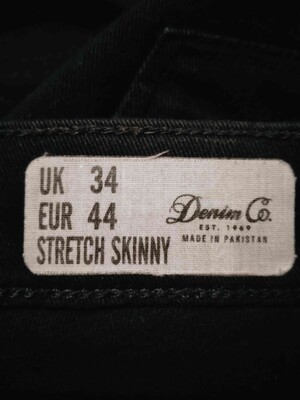 UK 34
EUR 44
STRETCH SKINNY
Denim Co.
EST. 1969
MADE IN PAKISTAN